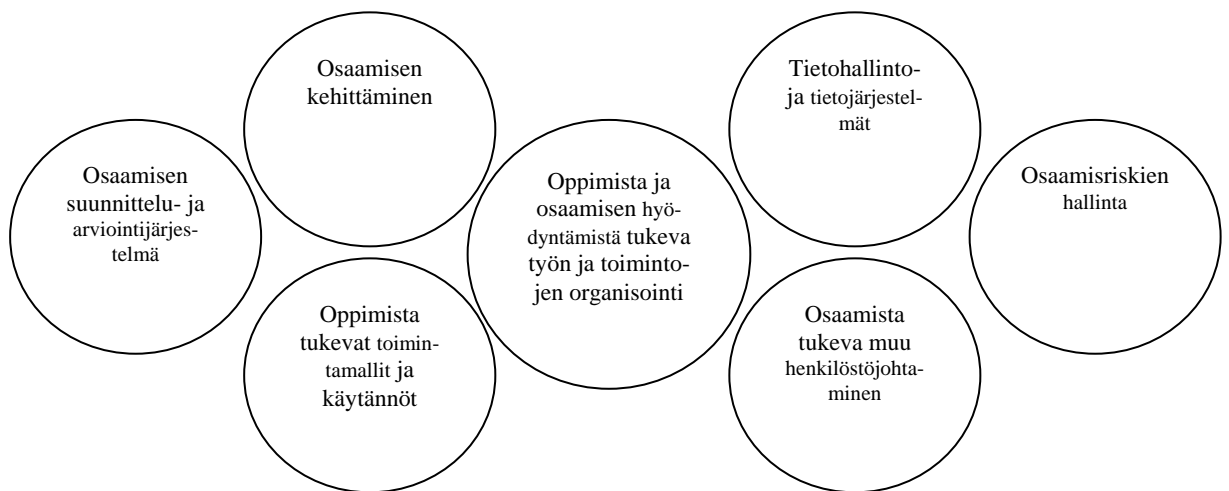 Osaamisen
kehittäminen
Tietohallinto-
ja tietojärjestel-
mät
Osaamisen
suunnittelu- ja
arviointijärjes-
telmä
Oppimista ja
osaamisen hyö-
dyntämistä tukeva
työn ja toiminto-
jen organisointi
Osaamisriskien
hallinta
Oppimista
tukevat toimin-
tamallit ja
käytännöt
Osaamista
tukeva muu
henkilöstöjohta-
minen